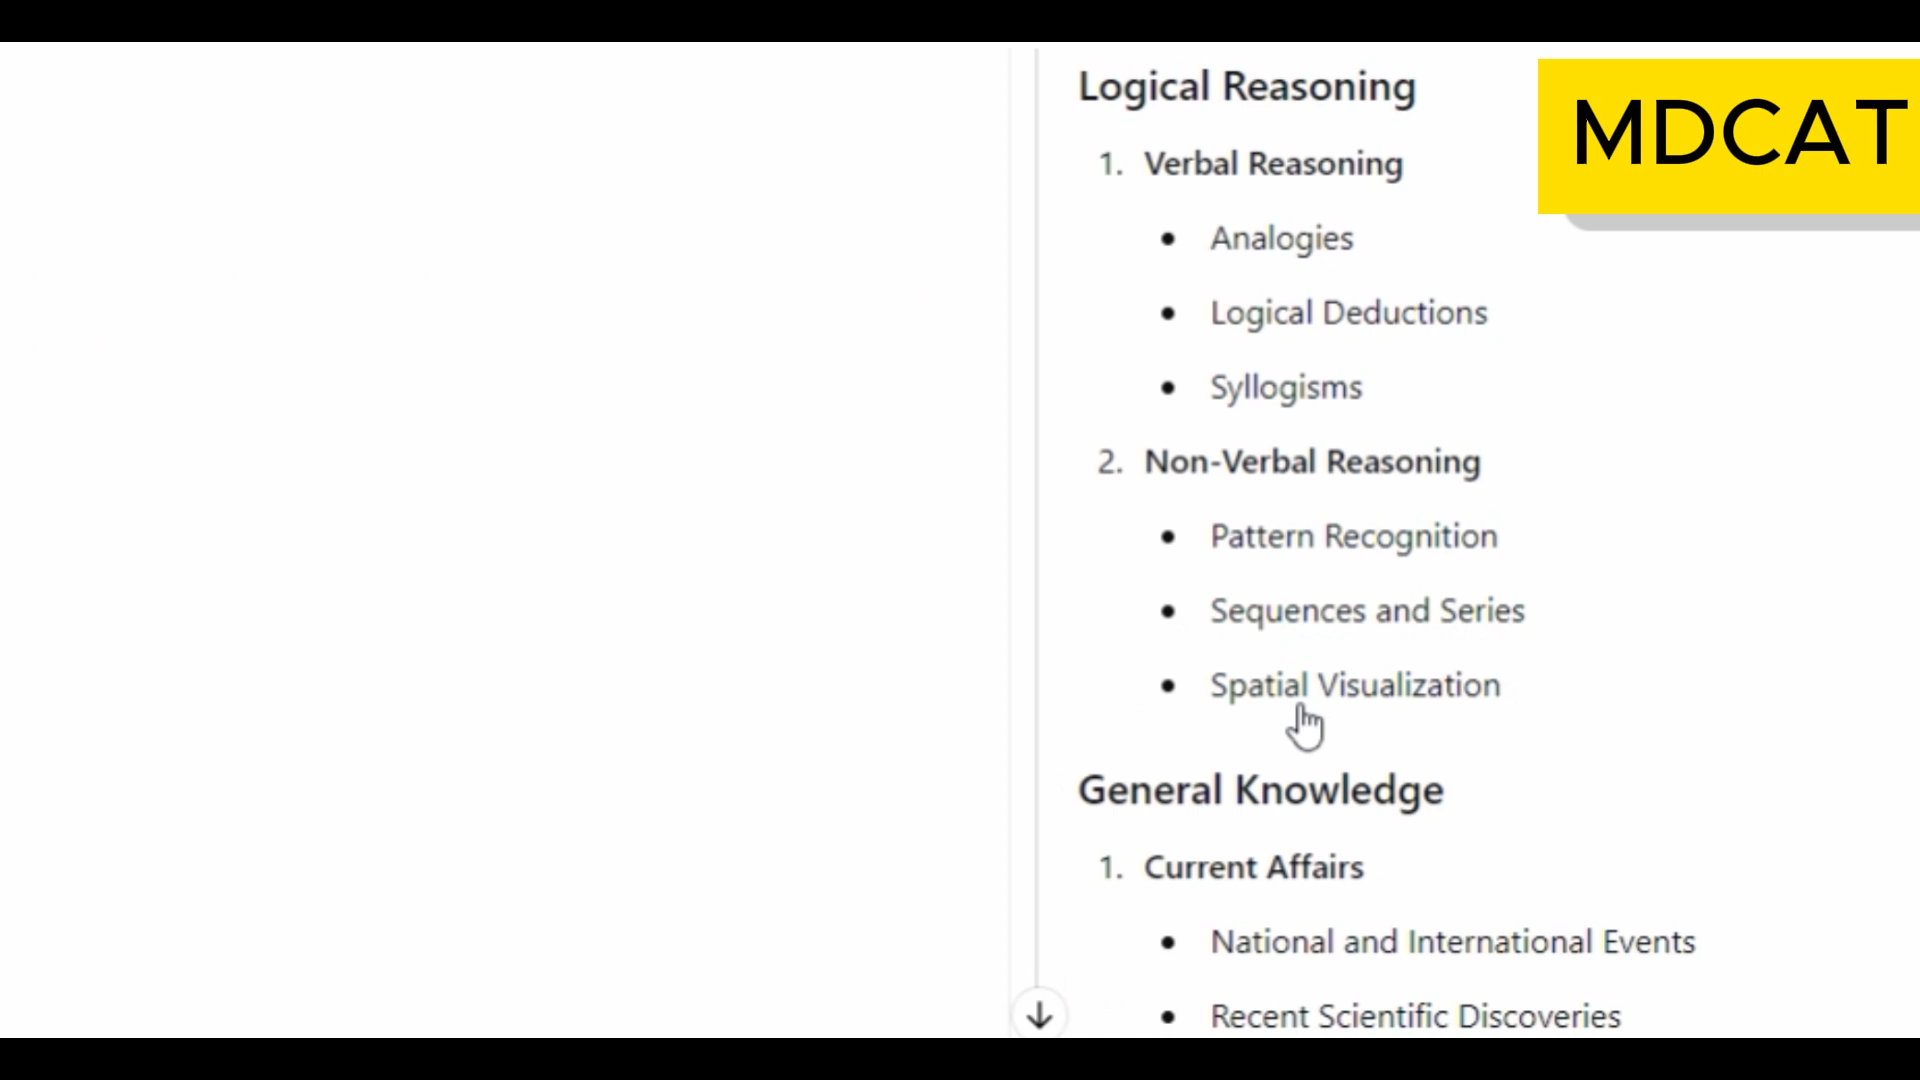 Logical Reasoning
MDCAT
1. Verbal Reasoning
• Analogies
• Logical Deductions
• Syllogisms
2. Non-Verbal Reasoning
• Pattern Recognition
• Sequences and Series
• Spatial Visualization
General Knowledge
1. Current Affairs
• National and International Events
• Recent Scientific Discoveries